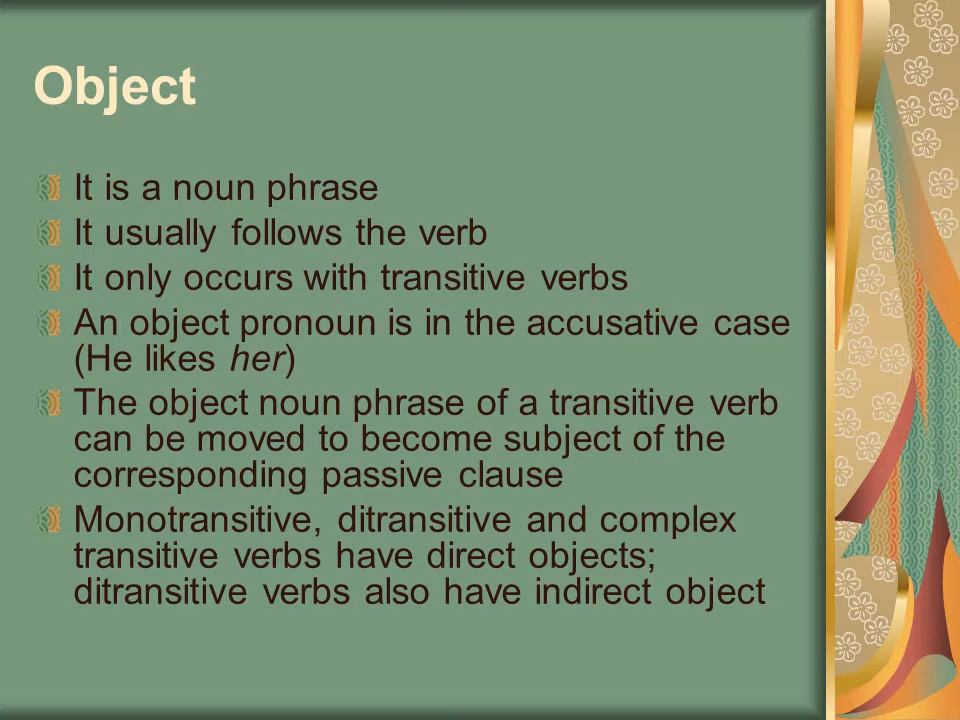 Object
It is a noun phrase
It usually follows the verb
It only occurs with transitive verbs
An object pronoun is in the accusative case
(He likes her)
The object noun phrase of a transitive verb
can be moved to become subject of the
corresponding passive clause
Monotransitive, ditransitive and complex
transitive verbs have direct objects;
ditransitive verbs also have indirect object